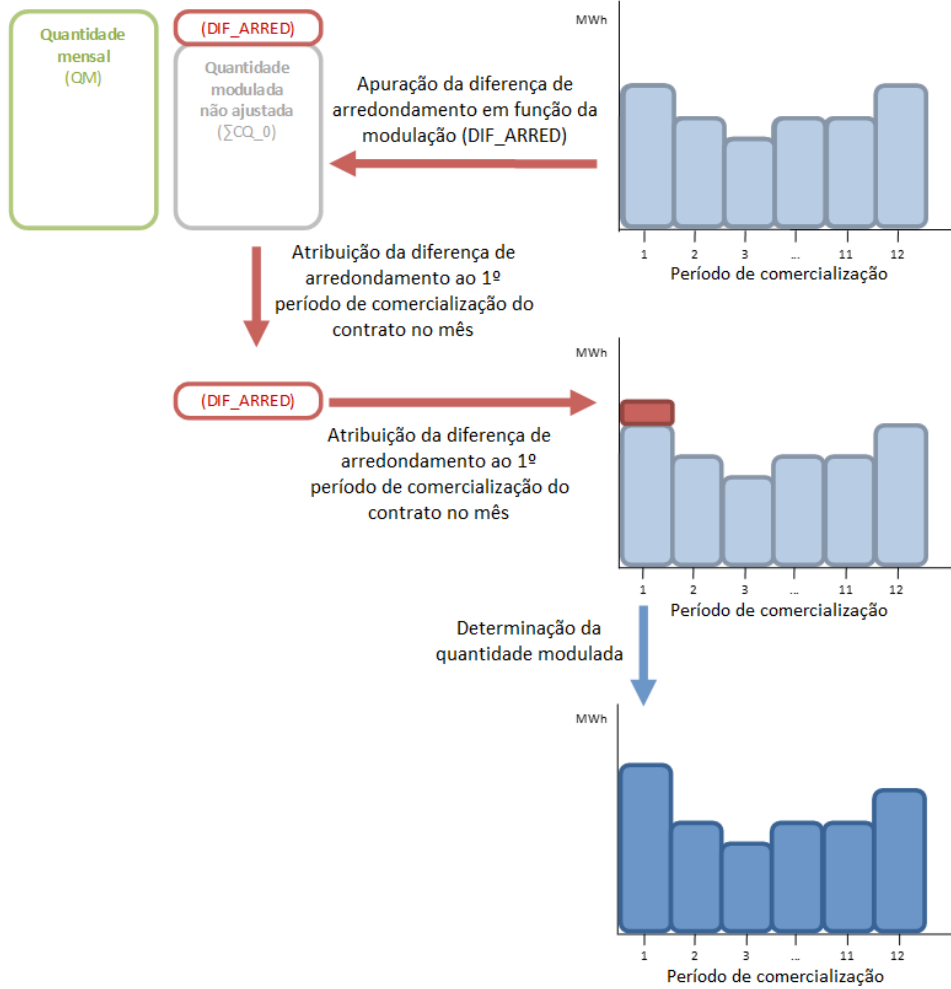 Quantidade
mensal
(QM)
(DIF_ARRED)
Quantidade
modulada
não ajustada
(∑CQ_0)
Apuração da diferença de
arredondamento em função da
modulação (DIF_ARRED)
MWh
1 2 3 ... 11 12
Período de comercialização
Atribuição da diferença de
arredondamento ao 1º
período de comercialização do
contrato no mês
(DIF_ARRED)
Atribuição da diferença de
arredondamento ao 1º
período de comercialização do
contrato no mês
MWh
1 2 3 ... 11 12
Período de comercialização
Determinação da
quantidade modulada
MWh
1 2 3 ... 11 12
Período de comercialização